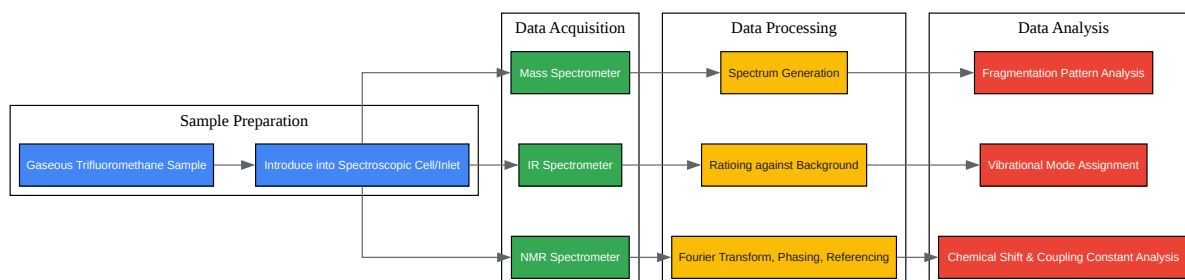 Data Acquisition
Data Processing
Data Analysis
Mass Spectrometer
Spectrum Generation
Fragmentation Pattern Analysis
Sample Preparation
Gaseous Trifluoromethane Sample
Introduce into Spectroscopic Cell/Inlet
IR Spectrometer
Ratioing against Background
Vibrational Mode Assignment
NMR Spectrometer
Fourier Transform, Phasing, Referencing
Chemical Shift & Coupling Constant Analysis